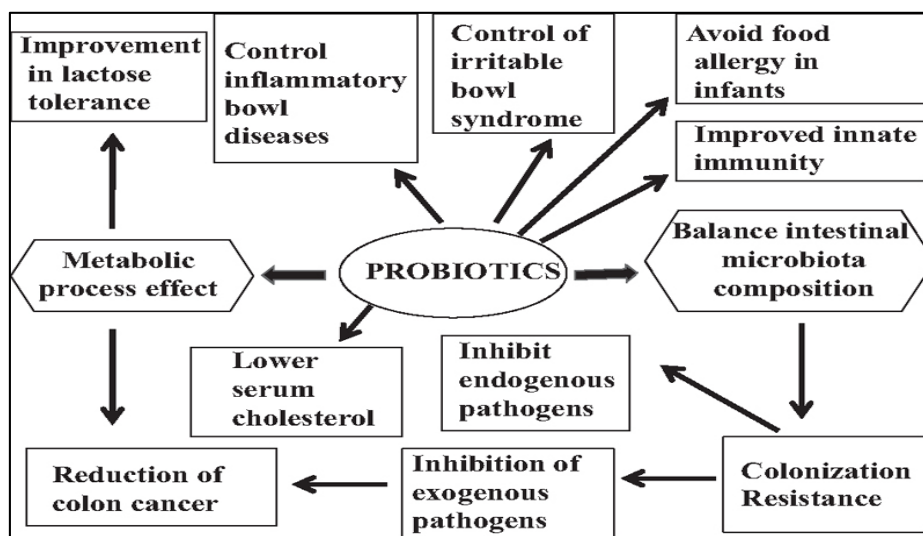 Improvement
in lactose
tolerance
Control
inflammatory
bowl
diseases
Control of
irritable
bowl
syndrome
Avoid food
allergy in
infants
Improved innate
immunity
Metabolic
process effect
PROBIOTICS
Balance intestinal
microbiota
composition
Lower
serum
cholesterol
Inhibit
endogenous
pathogens
Reduction of
colon cancer
Inhibition of
exogenous
pathogens
Colonization
Resistance